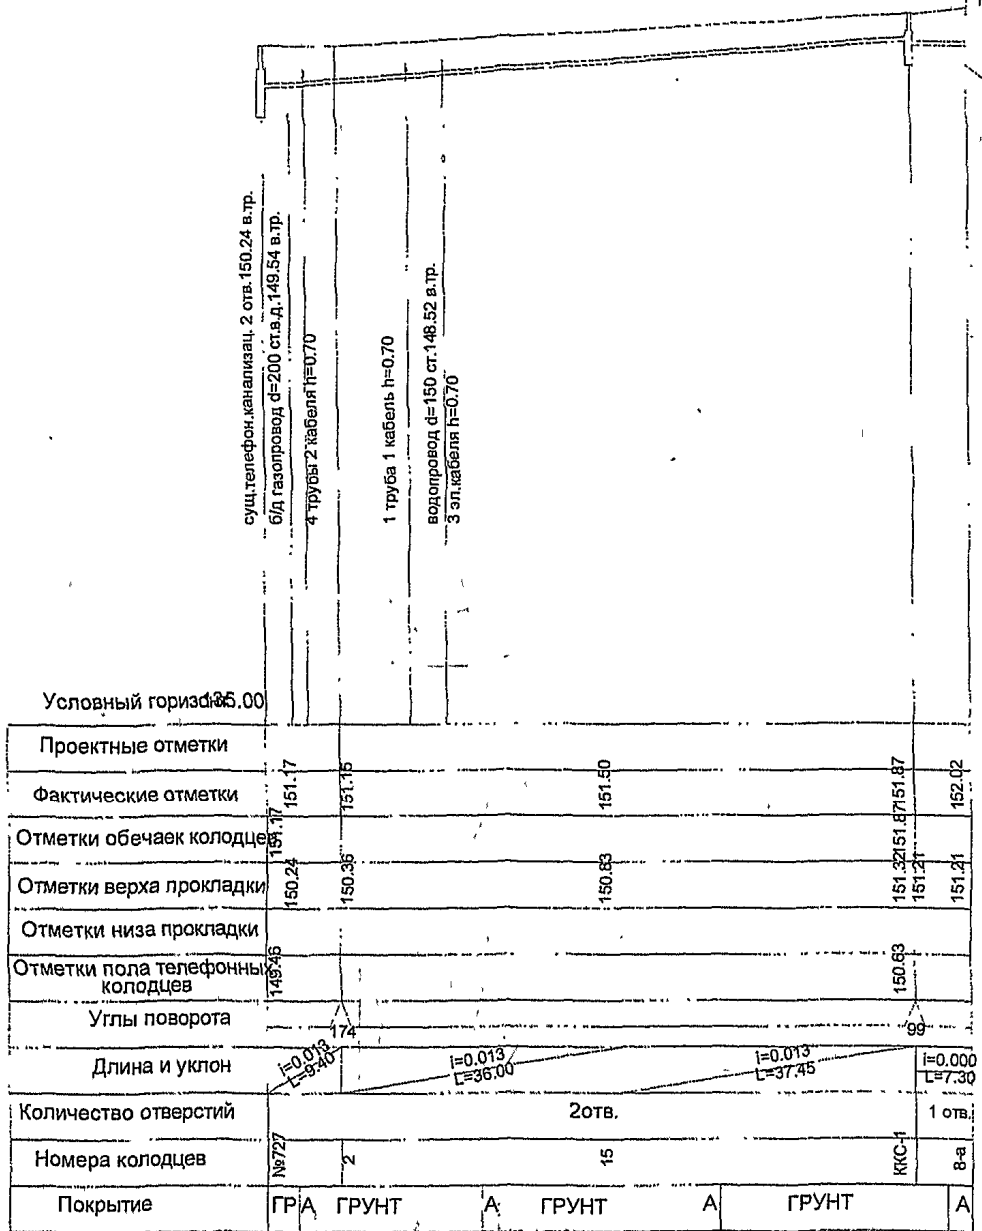 сущ.телефон.канализац. 2 отв.150.24 в.тр.
б/д газопровод d=200 ст.в.д.149.54 в.тр.
4 трубы 2 кабеля h=0.70
1 труба 1 кабель h=0.70
водопровод d=150 ст.148.52 в.тр.
3 эл.кабеля h=0.70
Условный горизонт 135.00
Проектные отметки
Фактические отметки 151.17 151.15 151.50 151.87 152.02
Отметки обечаек колодцев 151.17 151.87
Отметки верха прокладки 150.24 150.36 150.83 151.32 151.21 151.21
Отметки низа прокладки
Отметки пола телефонных колодцев 149.46 150.63
Углы поворота 174 99
Длина и уклон i=0.013 L=9.40 i=0.013 L=36.00 i=0.013 L=37.45 i=0.000 L=7.30
Количество отверстий 2отв. 1 отв.
Номера колодцев №727 2 15 ККС-1 8-а
Покрытие ГР А ГРУНТ А ГРУНТ А ГРУНТ А